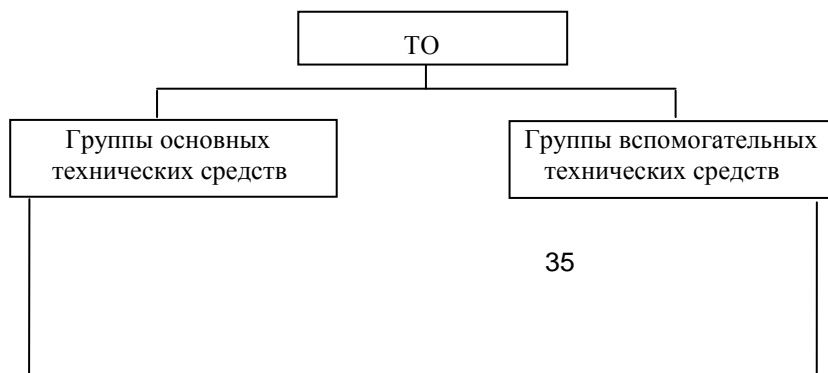 ТО
Группы основных
технических средств
Группы вспомогательных
технических средств
35